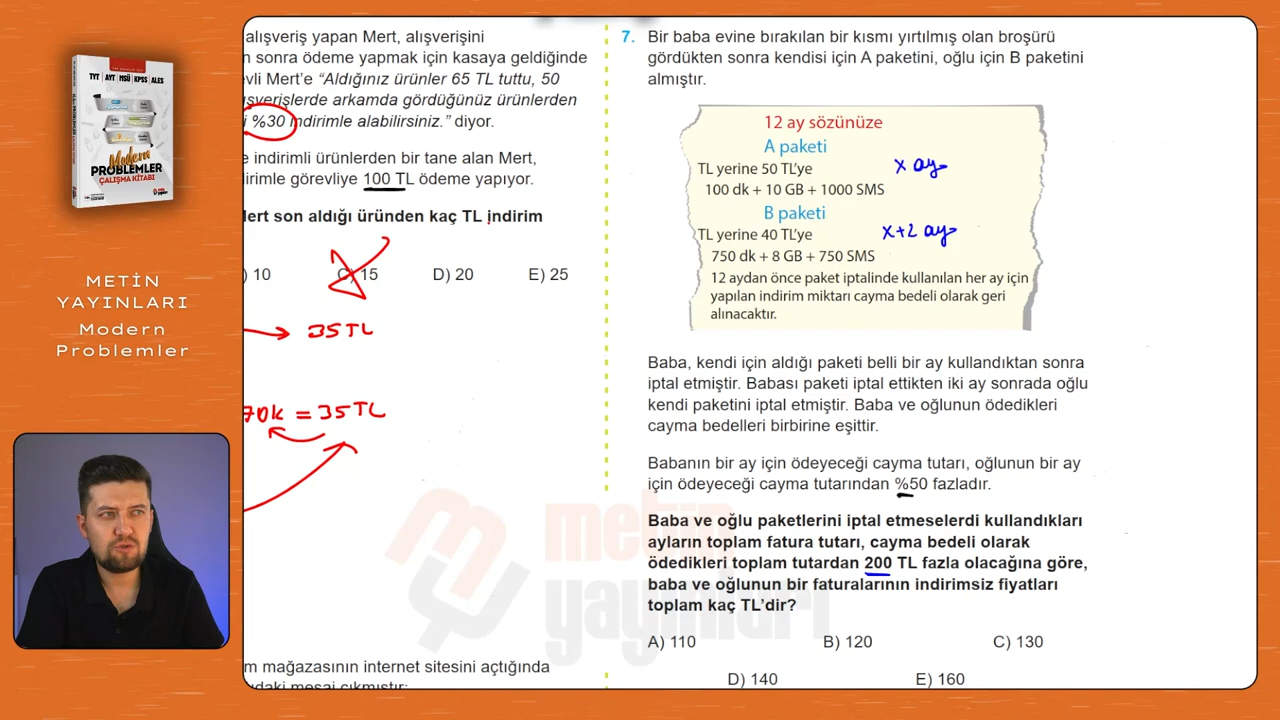 TYT | AYT | MSÜ | KPSS | ALES
Modern
PROBLEMLER
ÇALIŞMA KİTABI
METİN
YAYINLARI
Modern
Problemler
alışveriş yapan Mert, alışverişini
n sonra ödeme yapmak için kasaya geldiğinde
evli Mert'e “Aldığınız ürünler 65 TL tuttu, 50
ışverişlerde arkamda gördüğünüz ürünlerden
i %30 indirimle alabilirsiniz.” diyor.
e indirimli ürünlerden bir tane alan Mert,
dirimle görevliye 100 TL ödeme yapıyor.
Mert son aldığı üründen kaç TL indirim
) 10 C) 15 D) 20 E) 25
35 TL
70k = 35 TL
m mağazasının internet sitesini açtığında
ıdaki mesaj çıkmıştır:
7. Bir baba evine bırakılan bir kısmı yırtılmış olan broşürü
gördükten sonra kendisi için A paketini, oğlu için B paketini
almıştır.
12 ay sözünüze
A paketi
TL yerine 50 TL'ye x ay
100 dk + 10 GB + 1000 SMS
B paketi
TL yerine 40 TL'ye x+2 ay
750 dk + 8 GB + 750 SMS
12 aydan önce paket iptalinde kullanılan her ay için
yapılan indirim miktarı cayma bedeli olarak geri
alınacaktır.
Baba, kendi için aldığı paketi belli bir ay kullandıktan sonra
iptal etmiştir. Babası paketi iptal ettikten iki ay sonrada oğlu
kendi paketini iptal etmiştir. Baba ve oğlunun ödedikleri
cayma bedelleri birbirine eşittir.
Babanın bir ay için ödeyeceği cayma tutarı, oğlunun bir ay
için ödeyeceği cayma tutarından %50 fazladır.
Baba ve oğlu paketlerini iptal etmeselerdi kullandıkları
ayların toplam fatura tutarı, cayma bedeli olarak
ödedikleri toplam tutardan 200 TL fazla olacağına göre,
baba ve oğlunun bir faturalarının indirimsiz fiyatları
toplam kaç TL'dir?
A) 110 B) 120 C) 130
D) 140 E) 160
metin
yayınları